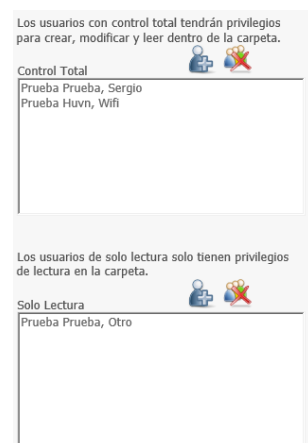 Los usuarios con control total tendrán privilegios
para crear, modificar y leer dentro de la carpeta.
Control Total
Prueba Prueba, Sergio
Prueba Huvn, Wifi
Los usuarios de solo lectura solo tienen privilegios
de lectura en la carpeta.
Solo Lectura
Prueba Prueba, Otro